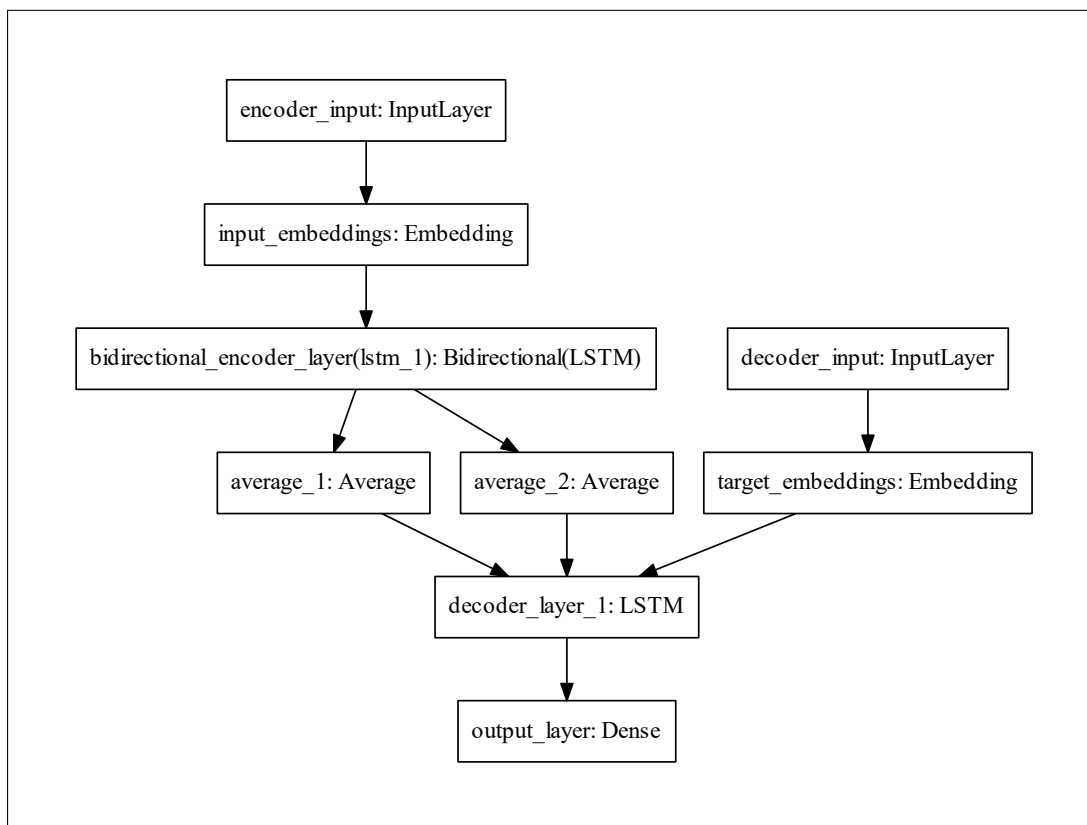 encoder_input: InputLayer
input_embeddings: Embedding
bidirectional_encoder_layer(lstm_1): Bidirectional(LSTM)
decoder_input: InputLayer
average_1: Average
average_2: Average
target_embeddings: Embedding
decoder_layer_1: LSTM
output_layer: Dense